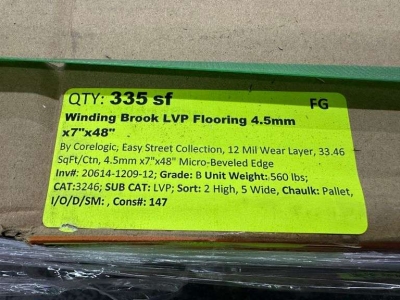 QTY: 335 sf
FG
Winding Brook LVP Flooring 4.5mm
x7"x48"
By Corelogic, Easy Street Collection, 12 Mil Wear Layer, 33.46
SqFt/Ctn, 4.5mm x7"x48" Micro-Beveled Edge
Inv#: 20614-1209-12; Grade: B Unit Weight: 560 lbs;
CAT:3246; SUB CAT: LVP; Sort: 2 High, 5 Wide, Chaulk: Pallet,
I/O/D/SM: , Cons#: 147